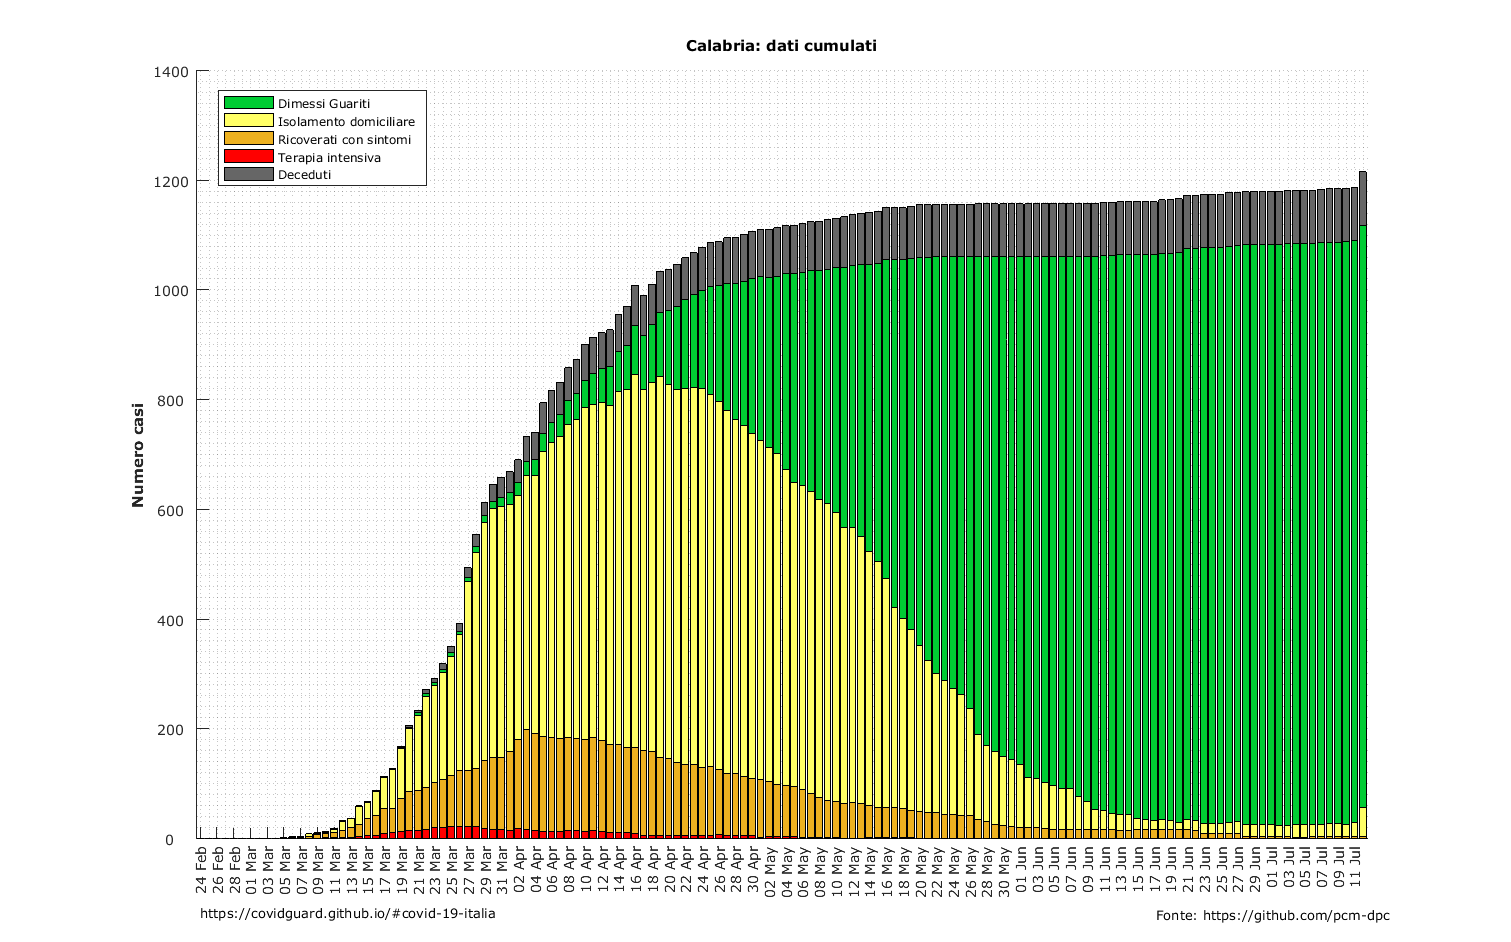 Calabria: dati cumulati
1400
1200
1000
800
600
400
200
0
Numero casi
Dimessi Guariti
Isolamento domiciliare
Ricoverati con sintomi
Terapia intensiva
Deceduti
24 Feb
26 Feb
28 Feb
01 Mar
03 Mar
05 Mar
07 Mar
09 Mar
11 Mar
13 Mar
15 Mar
17 Mar
19 Mar
21 Mar
23 Mar
25 Mar
27 Mar
29 Mar
31 Mar
02 Apr
04 Apr
06 Apr
08 Apr
10 Apr
12 Apr
14 Apr
16 Apr
18 Apr
20 Apr
22 Apr
24 Apr
26 Apr
28 Apr
30 Apr
02 May
04 May
06 May
08 May
10 May
12 May
14 May
16 May
18 May
20 May
22 May
24 May
26 May
28 May
30 May
01 Jun
03 Jun
05 Jun
07 Jun
09 Jun
11 Jun
13 Jun
15 Jun
17 Jun
19 Jun
21 Jun
23 Jun
25 Jun
27 Jun
29 Jun
01 Jul
03 Jul
05 Jul
07 Jul
09 Jul
11 Jul
https://covidguard.github.io/#covid-19-italia
Fonte: https://github.com/pcm-dpc